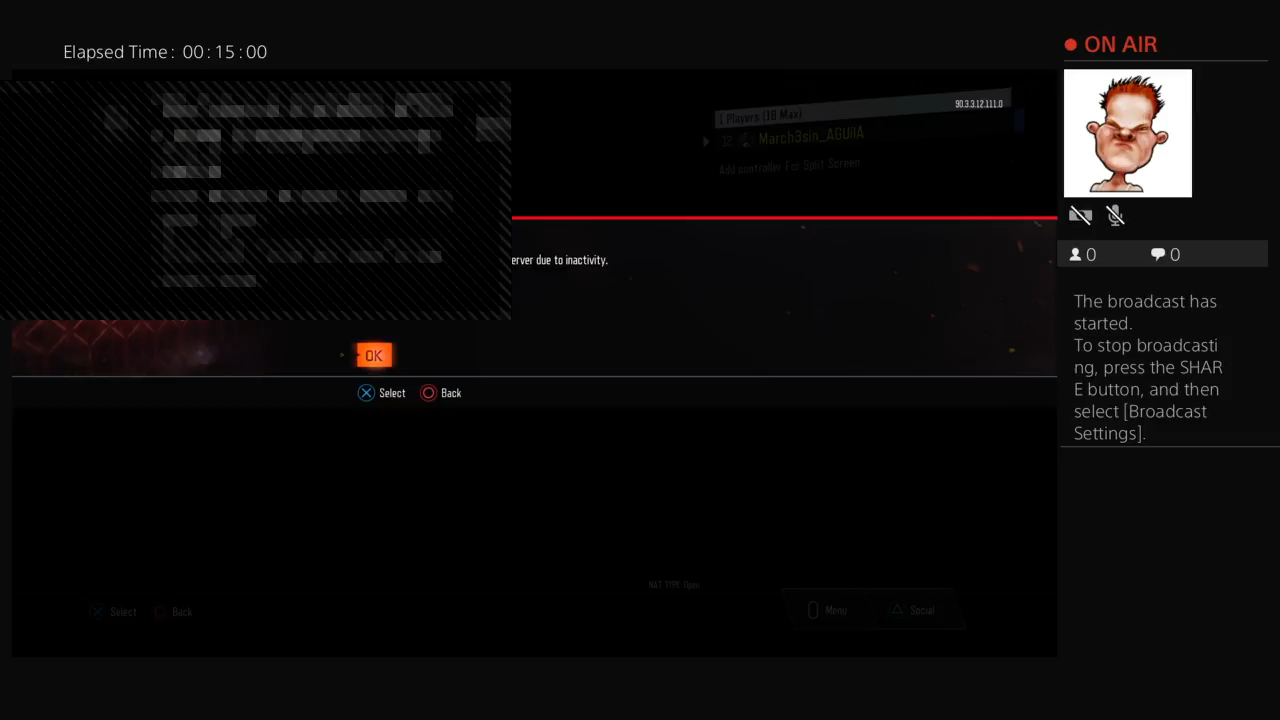 Elapsed Time: 00:15:00
ON AIR
90.3.3.12.111.0
1 Players (18 Max)
12 March3sin_AGUilA
Add controller For Split Screen
erver due to inactivity.
OK
Select Back
0 0
The broadcast has
started.
To stop broadcasti
ng, press the SHAR
E button, and then
select [Broadcast
Settings].
NAT TYPE Open
Select Back
Menu Social